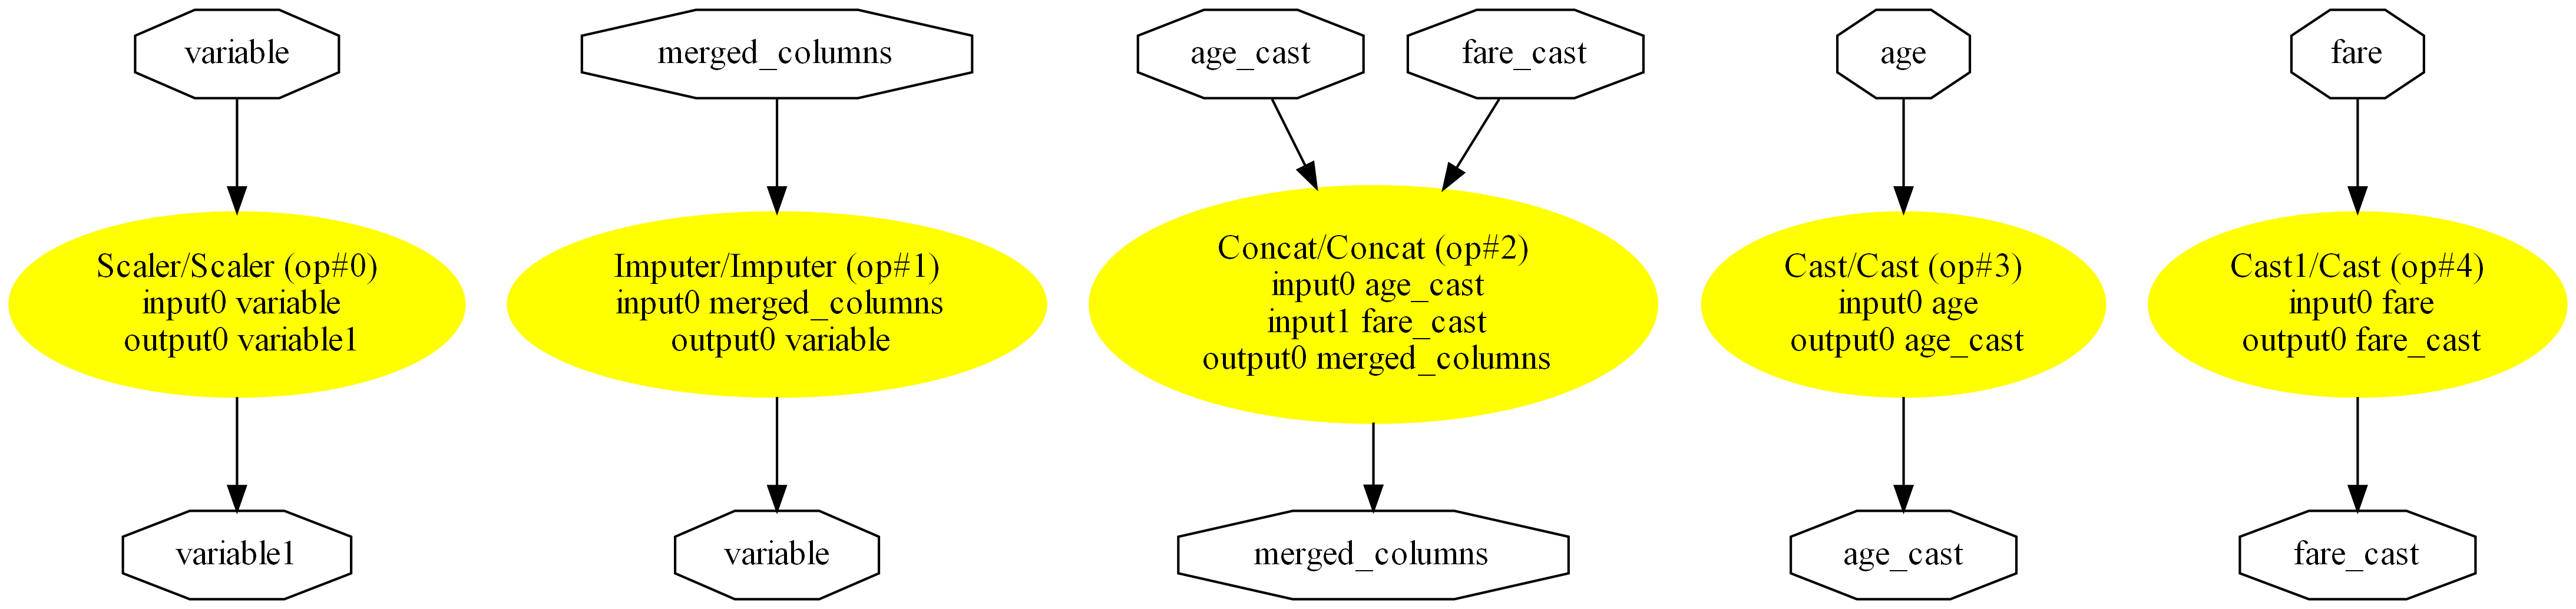 variable
merged_columns
age_cast
fare_cast
age
fare
Scaler/Scaler (op#0)
input0 variable
output0 variable1
Imputer/Imputer (op#1)
input0 merged_columns
output0 variable
Concat/Concat (op#2)
input0 age_cast
input1 fare_cast
output0 merged_columns
Cast/Cast (op#3)
input0 age
output0 age_cast
Cast1/Cast (op#4)
input0 fare
output0 fare_cast
variable1
variable
merged_columns
age_cast
fare_cast